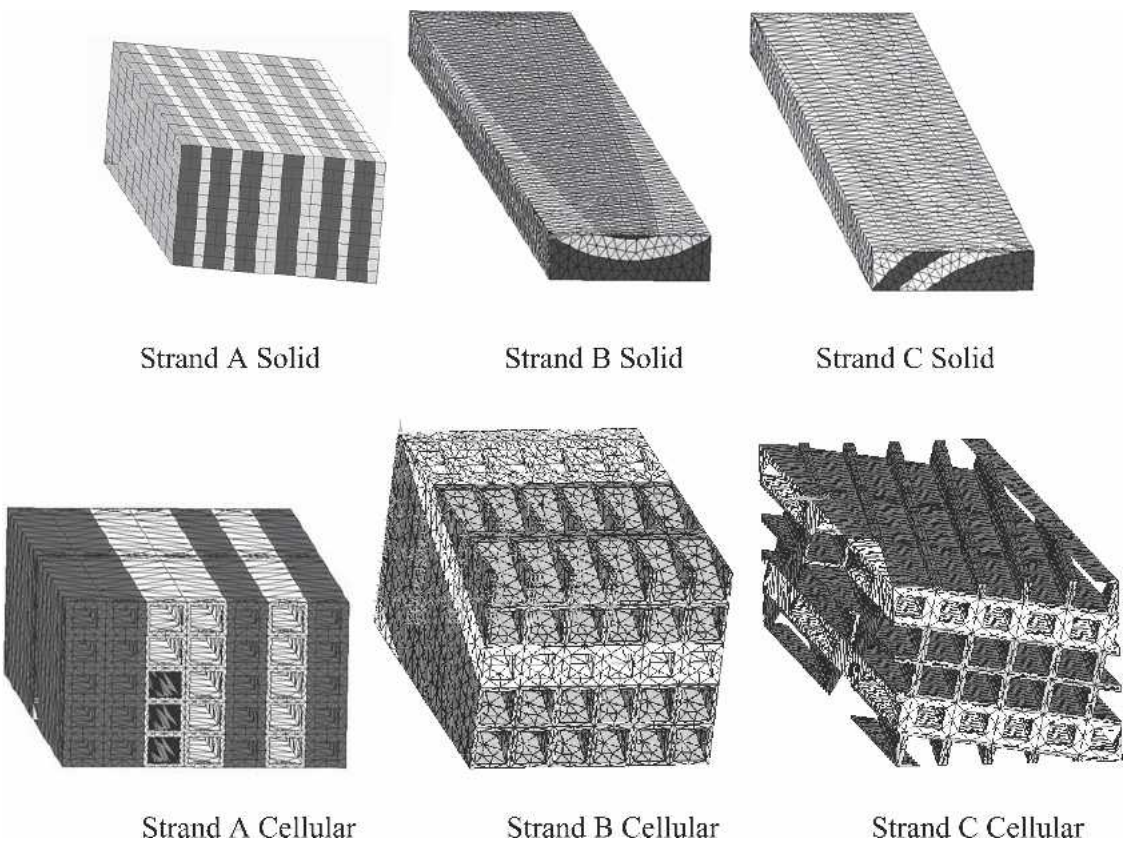 Strand A Solid
Strand B Solid
Strand C Solid
Strand A Cellular
Strand B Cellular
Strand C Cellular